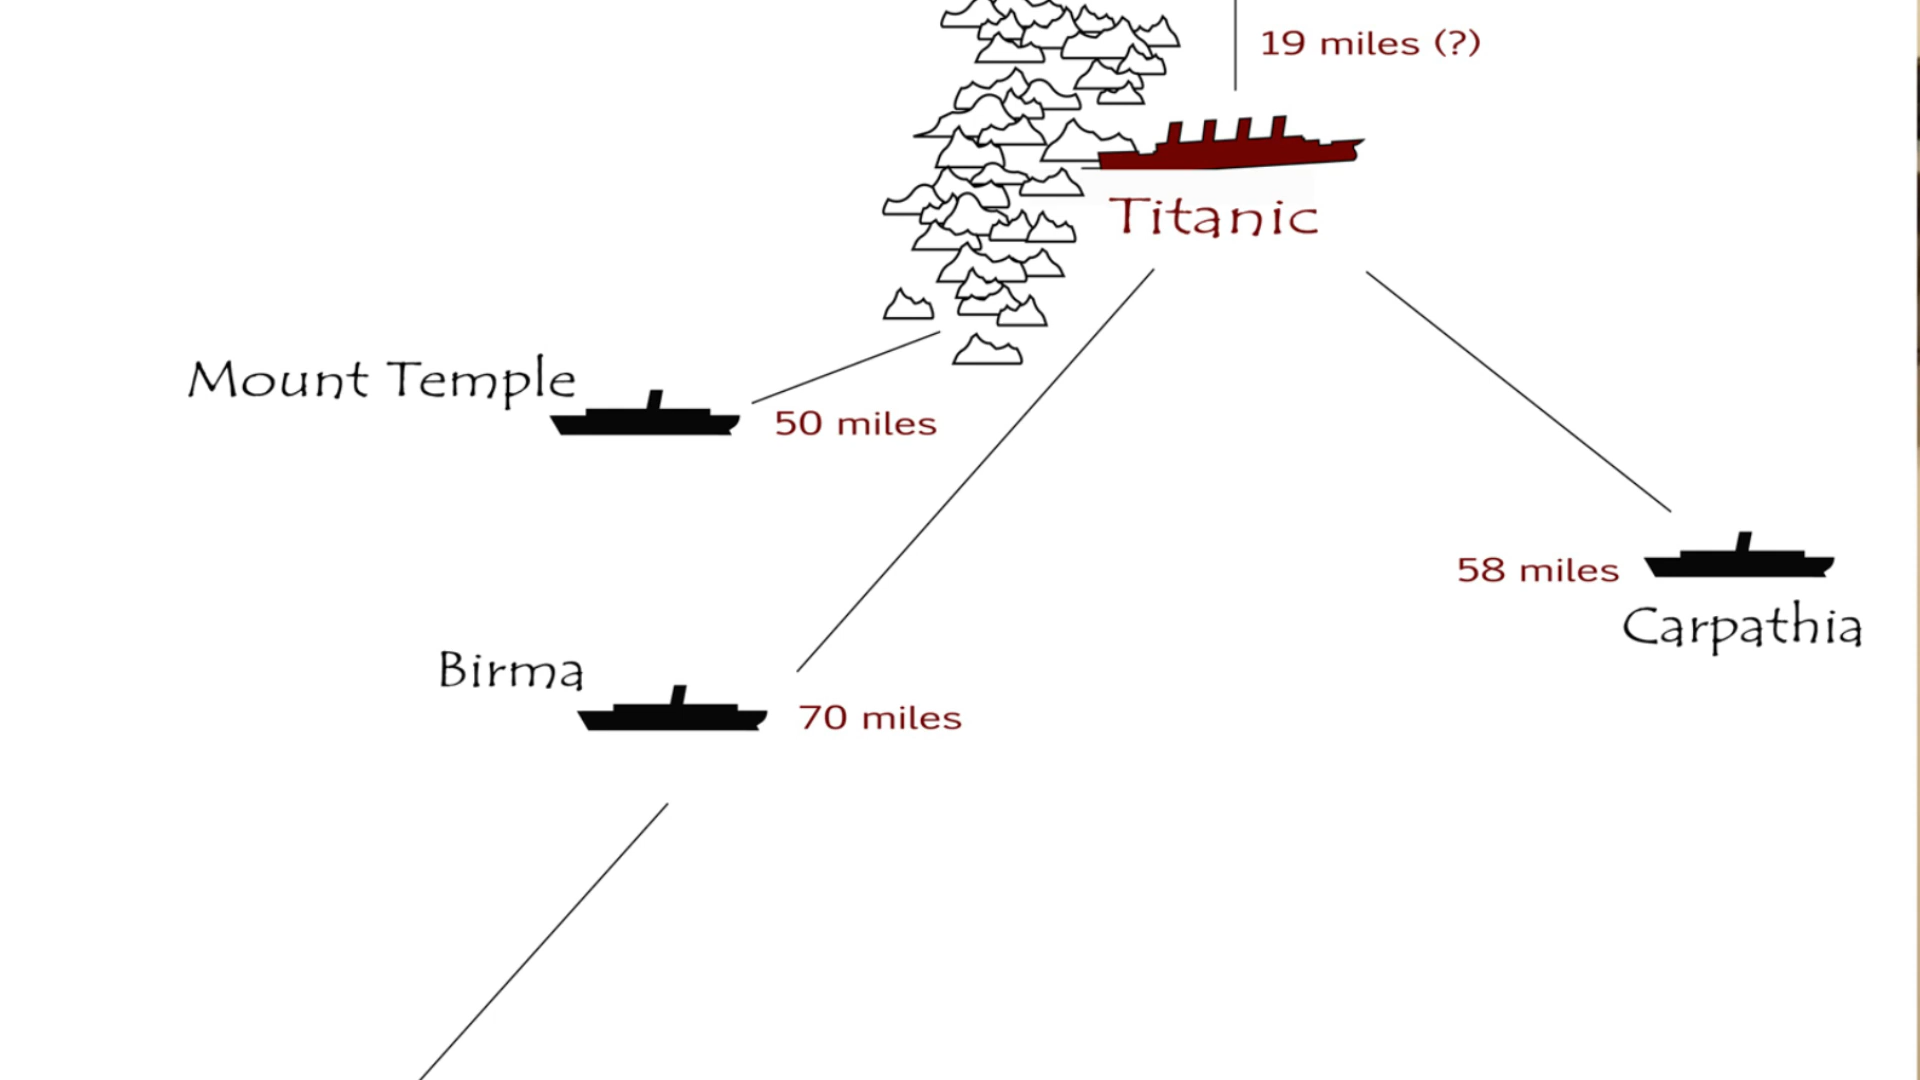 19 miles (?)
Titanic
Mount Temple
50 miles
58 miles
Carpathia
Birma
70 miles